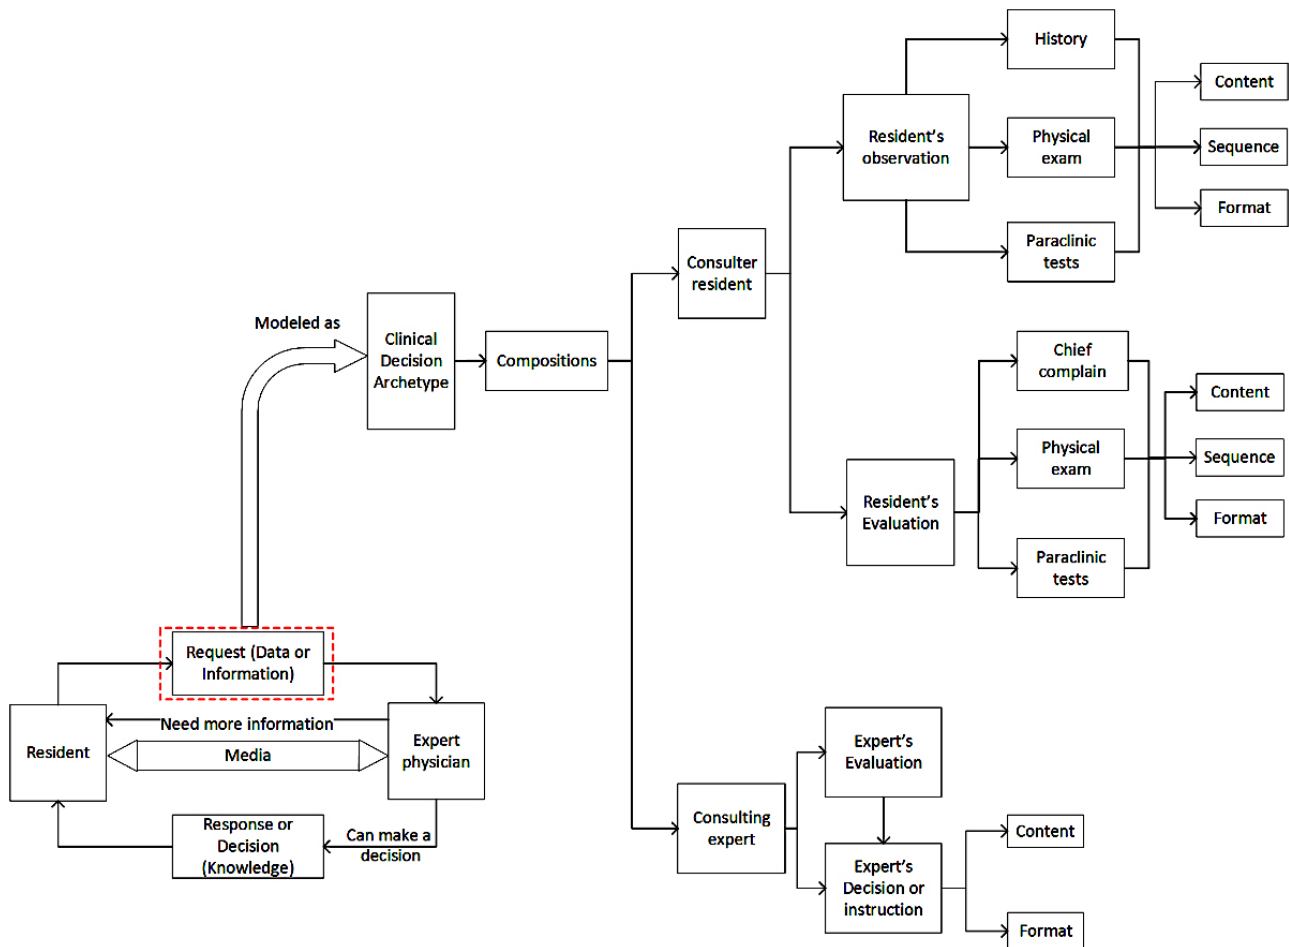 History
Content
Resident's
observation
Physical
exam
Sequence
Format
Paraclinic
tests
Consulter
resident
Modeled as
Clinical
Decision
Archetype
Compositions
Chief
complain
Content
Physical
exam
Sequence
Resident's
Evaluation
Format
Paraclinic
tests
Request (Data or
Information)
Need more information
Resident
Media
Expert
physician
Response or
Decision
(Knowledge)
Can make a
decision
Expert's
Evaluation
Consulting
expert
Content
Expert's
Decision or
instruction
Format